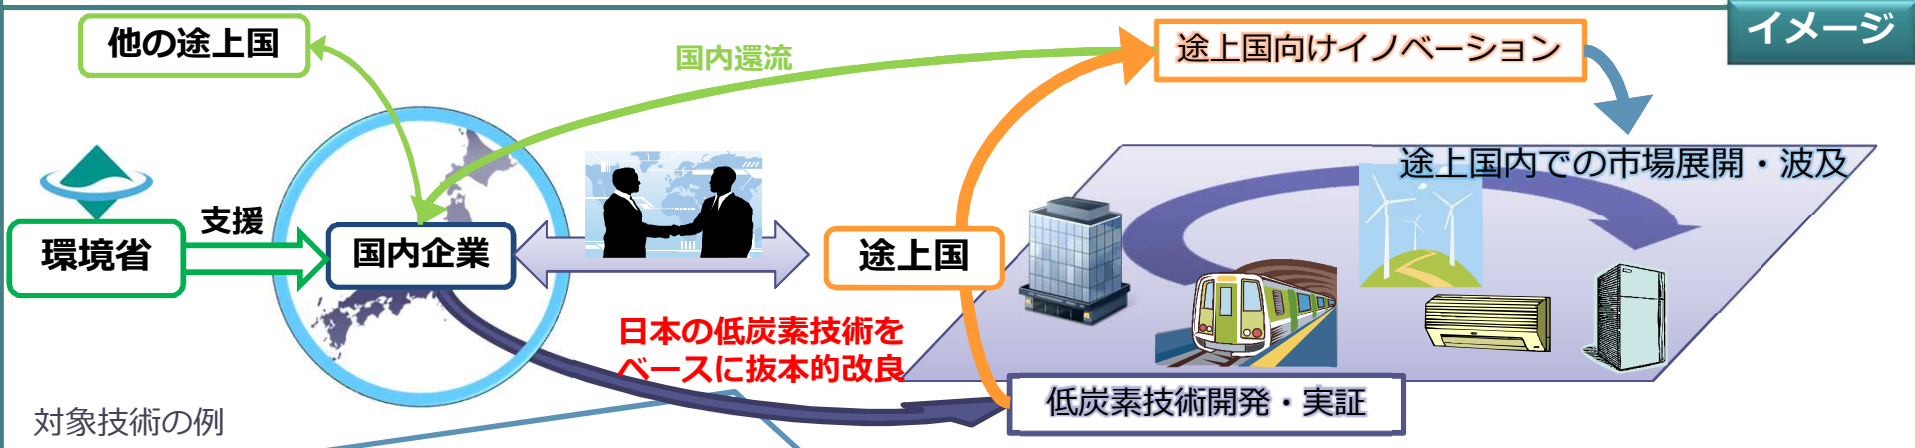 イメージ
他の途上国
国内還流
途上国向けイノベーション
途上国内での市場展開・波及
支援
環境省
国内企業
途上国
日本の低炭素技術を
ベースに抜本的改良
低炭素技術開発・実証
対象技術の例